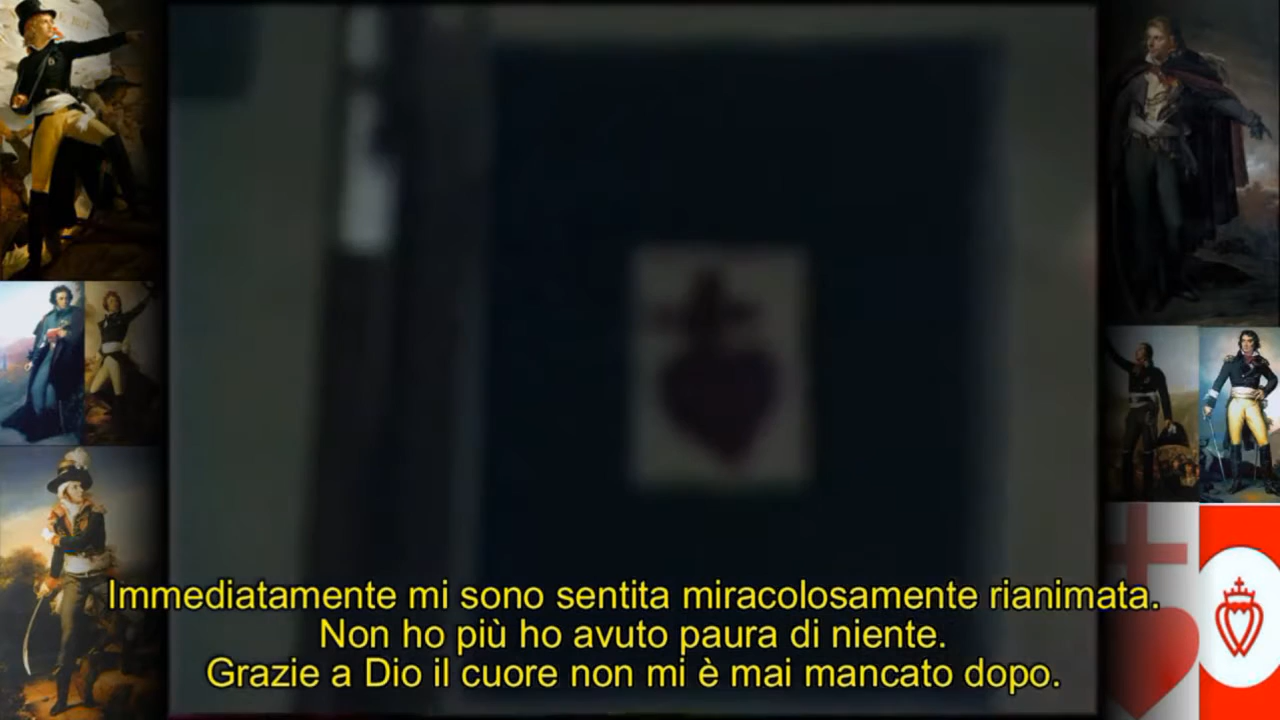 Immediatamente mi sono sentita miracolosamente rianimata.
Non ho più ho avuto paura di niente.
Grazie a Dio il cuore non mi è mai mancato dopo.